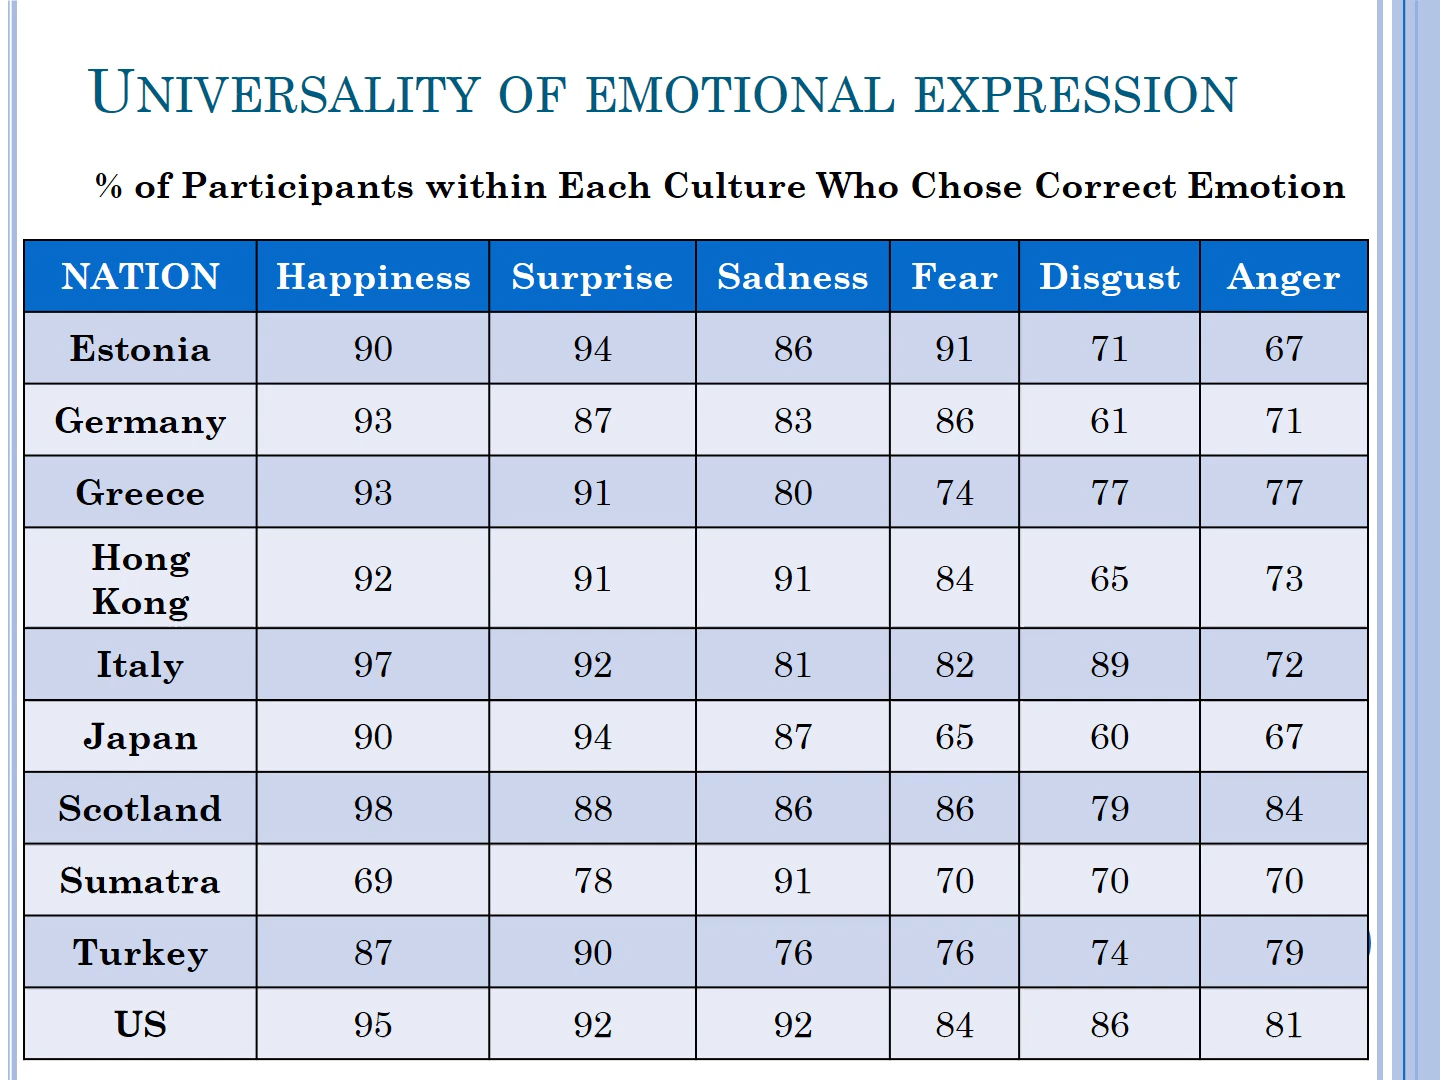 UNIVERSALITY OF EMOTIONAL EXPRESSION
% of Participants within Each Culture Who Chose Correct Emotion
NATION Happiness Surprise Sadness Fear Disgust Anger
Estonia 90 94 86 91 71 67
Germany 93 87 83 86 61 71
Greece 93 91 80 74 77 77
Hong
Kong 92 91 91 84 65 73
Italy 97 92 81 82 89 72
Japan 90 94 87 65 60 67
Scotland 98 88 86 86 79 84
Sumatra 69 78 91 70 70 70
Turkey 87 90 76 76 74 79
US 95 92 92 84 86 81